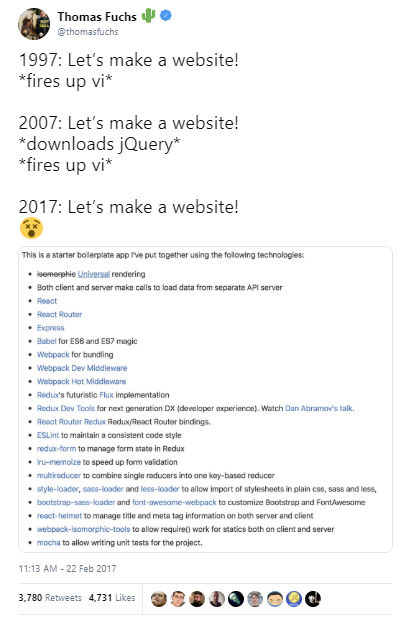 Thomas Fuchs
@thomasfuchs
1997: Let's make a website!
*fires up vi*
2007: Let's make a website!
*downloads jQuery*
*fires up vi*
2017: Let's make a website!
This is a starter boilerplate app I've put together using the following technologies:
• isomorphic Universal rendering
• Both client and server make calls to load data from separate API server
• React
• React Router
• Express
• Babel for ES6 and ES7 magic
• Webpack for bundling
• Webpack Dev Middleware
• Webpack Hot Middleware
• Redux's futuristic Flux implementation
• Redux Dev Tools for next generation DX (developer experience). Watch Dan Abramov's talk.
• React Router Redux Redux/React Router bindings.
• ESLint to maintain a consistent code style
• redux-form to manage form state in Redux
• lru-memoize to speed up form validation
• multireducer to combine single reducers into one key-based reducer
• style-loader, sass-loader and less-loader to allow import of stylesheets in plain css, sass and less,
• bootstrap-sass-loader and font-awesome-webpack to customize Bootstrap and FontAwesome
• react-helmet to manage title and meta tag information on both server and client
• webpack-isomorphic-tools to allow require() work for statics both on client and server
• mocha to allow writing unit tests for the project.
11:13 AM - 22 Feb 2017
3,780 Retweets 4,731 Likes